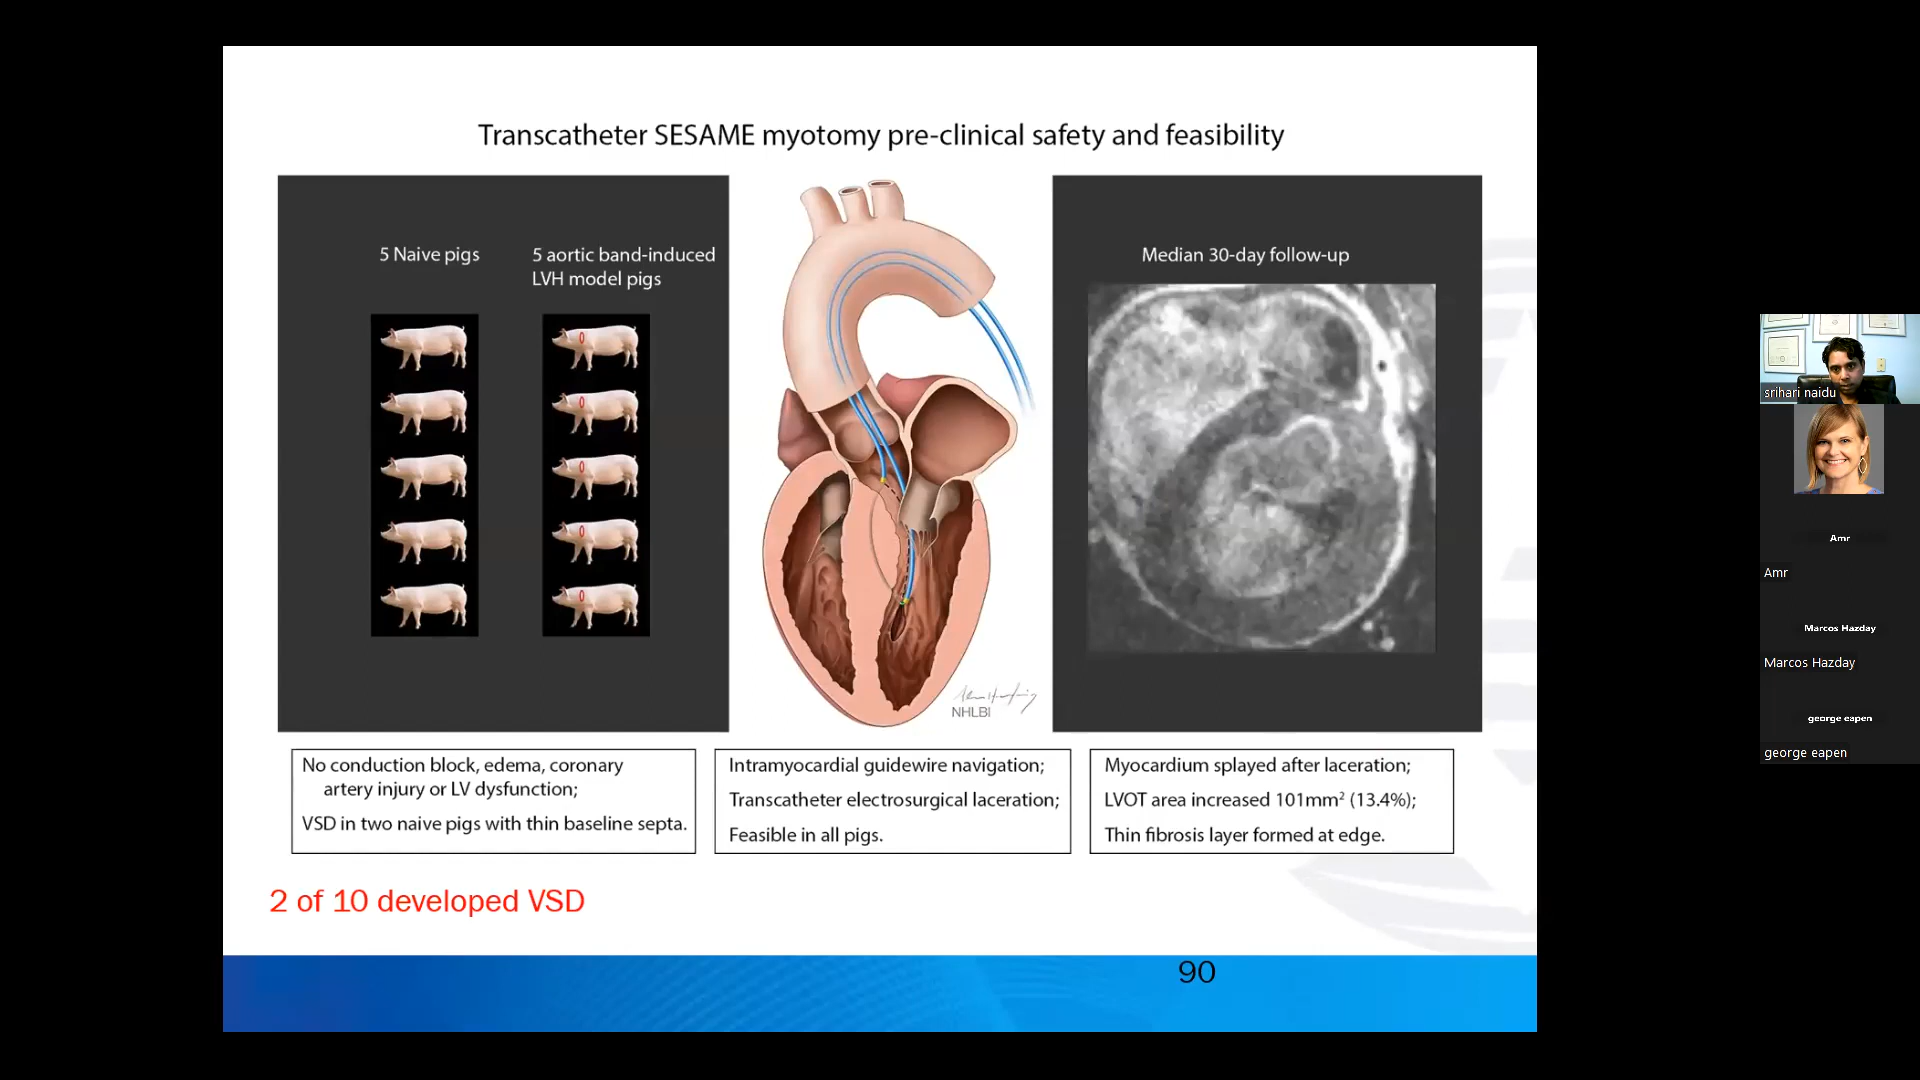 Transcatheter SESAME myotomy pre-clinical safety and feasibility
5 Naive pigs
5 aortic band-induced
LVH model pigs
Median 30-day follow-up
NHLBI
No conduction block, edema, coronary
artery injury or LV dysfunction;
VSD in two naive pigs with thin baseline septa.
Intramyocardial guidewire navigation;
Transcatheter electrosurgical laceration;
Feasible in all pigs.
Myocardium splayed after laceration;
LVOT area increased 101mm² (13.4%);
Thin fibrosis layer formed at edge.
2 of 10 developed VSD
90
srihari naidu
Amr
Amr
Marcos Hazday
Marcos Hazday
george eapen
george eapen